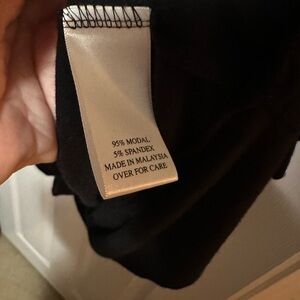 95% MODAL
5% SPANDEX
MADE IN MALAYSIA
OVER FOR CARE